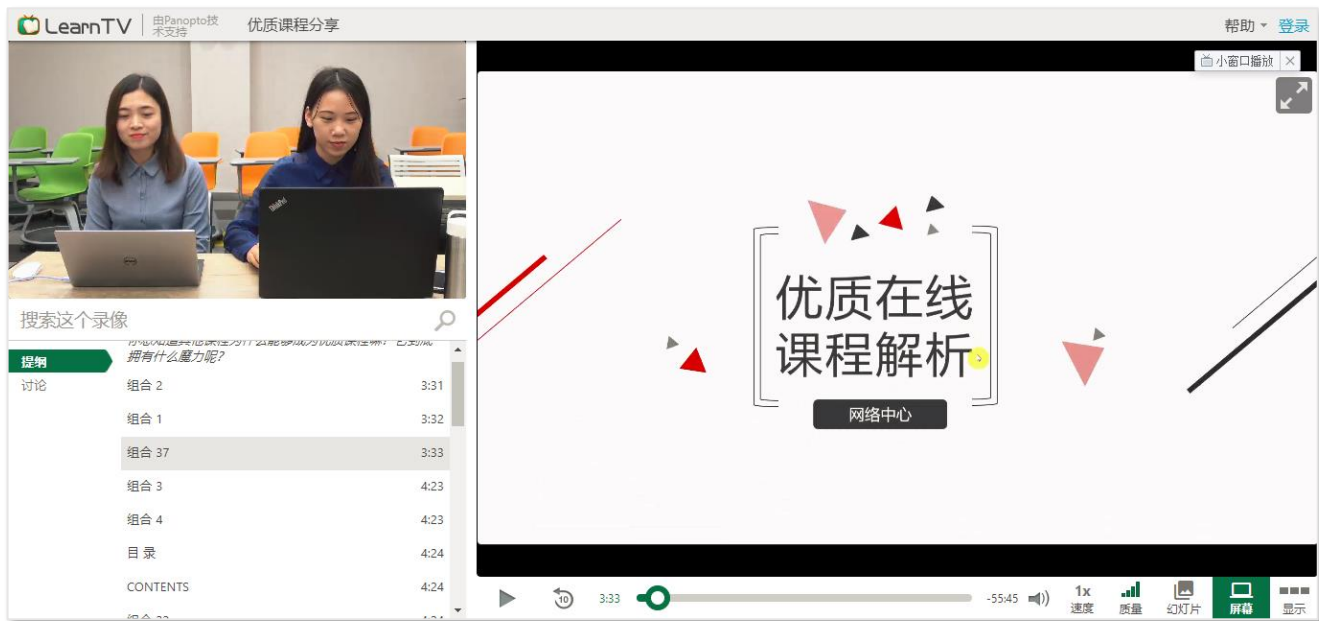 LearnTV
由Panopto技
术支持
优质课程分享
帮助
登录
小窗口播放
ThinkPad
DELL
搜索这个录像
提纲
讨论
拥有什么魔力呢?
组合 2 3:31
组合 1 3:32
组合 37 3:33
组合 3 4:23
组合 4 4:23
目 录 4:24
CONTENTS 4:24
优质在线
课程解析
网络中心
10
3:33
-55:45
1x
速度
质量
幻灯片
屏幕
显示